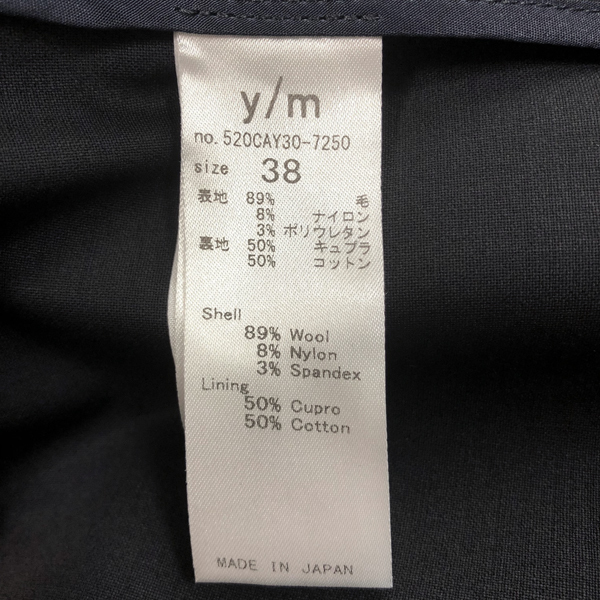 y/m
no. 520CAY30-7250
size 38
表地 89% 毛
8% ナイロン
3% ポリウレタン
裏地 50% キュプラ
50% コットン
Shell
89% Wool
8% Nylon
3% Spandex
Lining
50% Cupro
50% Cotton
MADE IN JAPAN